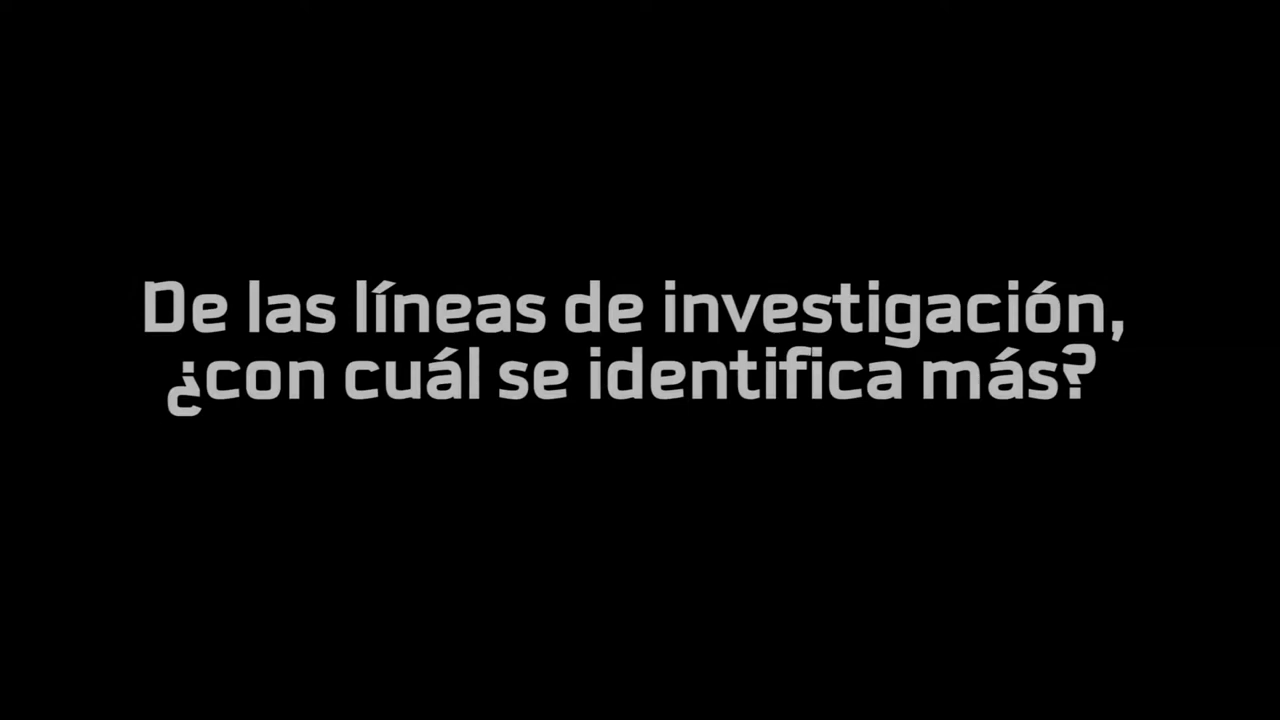 De las líneas de investigación,
¿con cuál se identifica más?